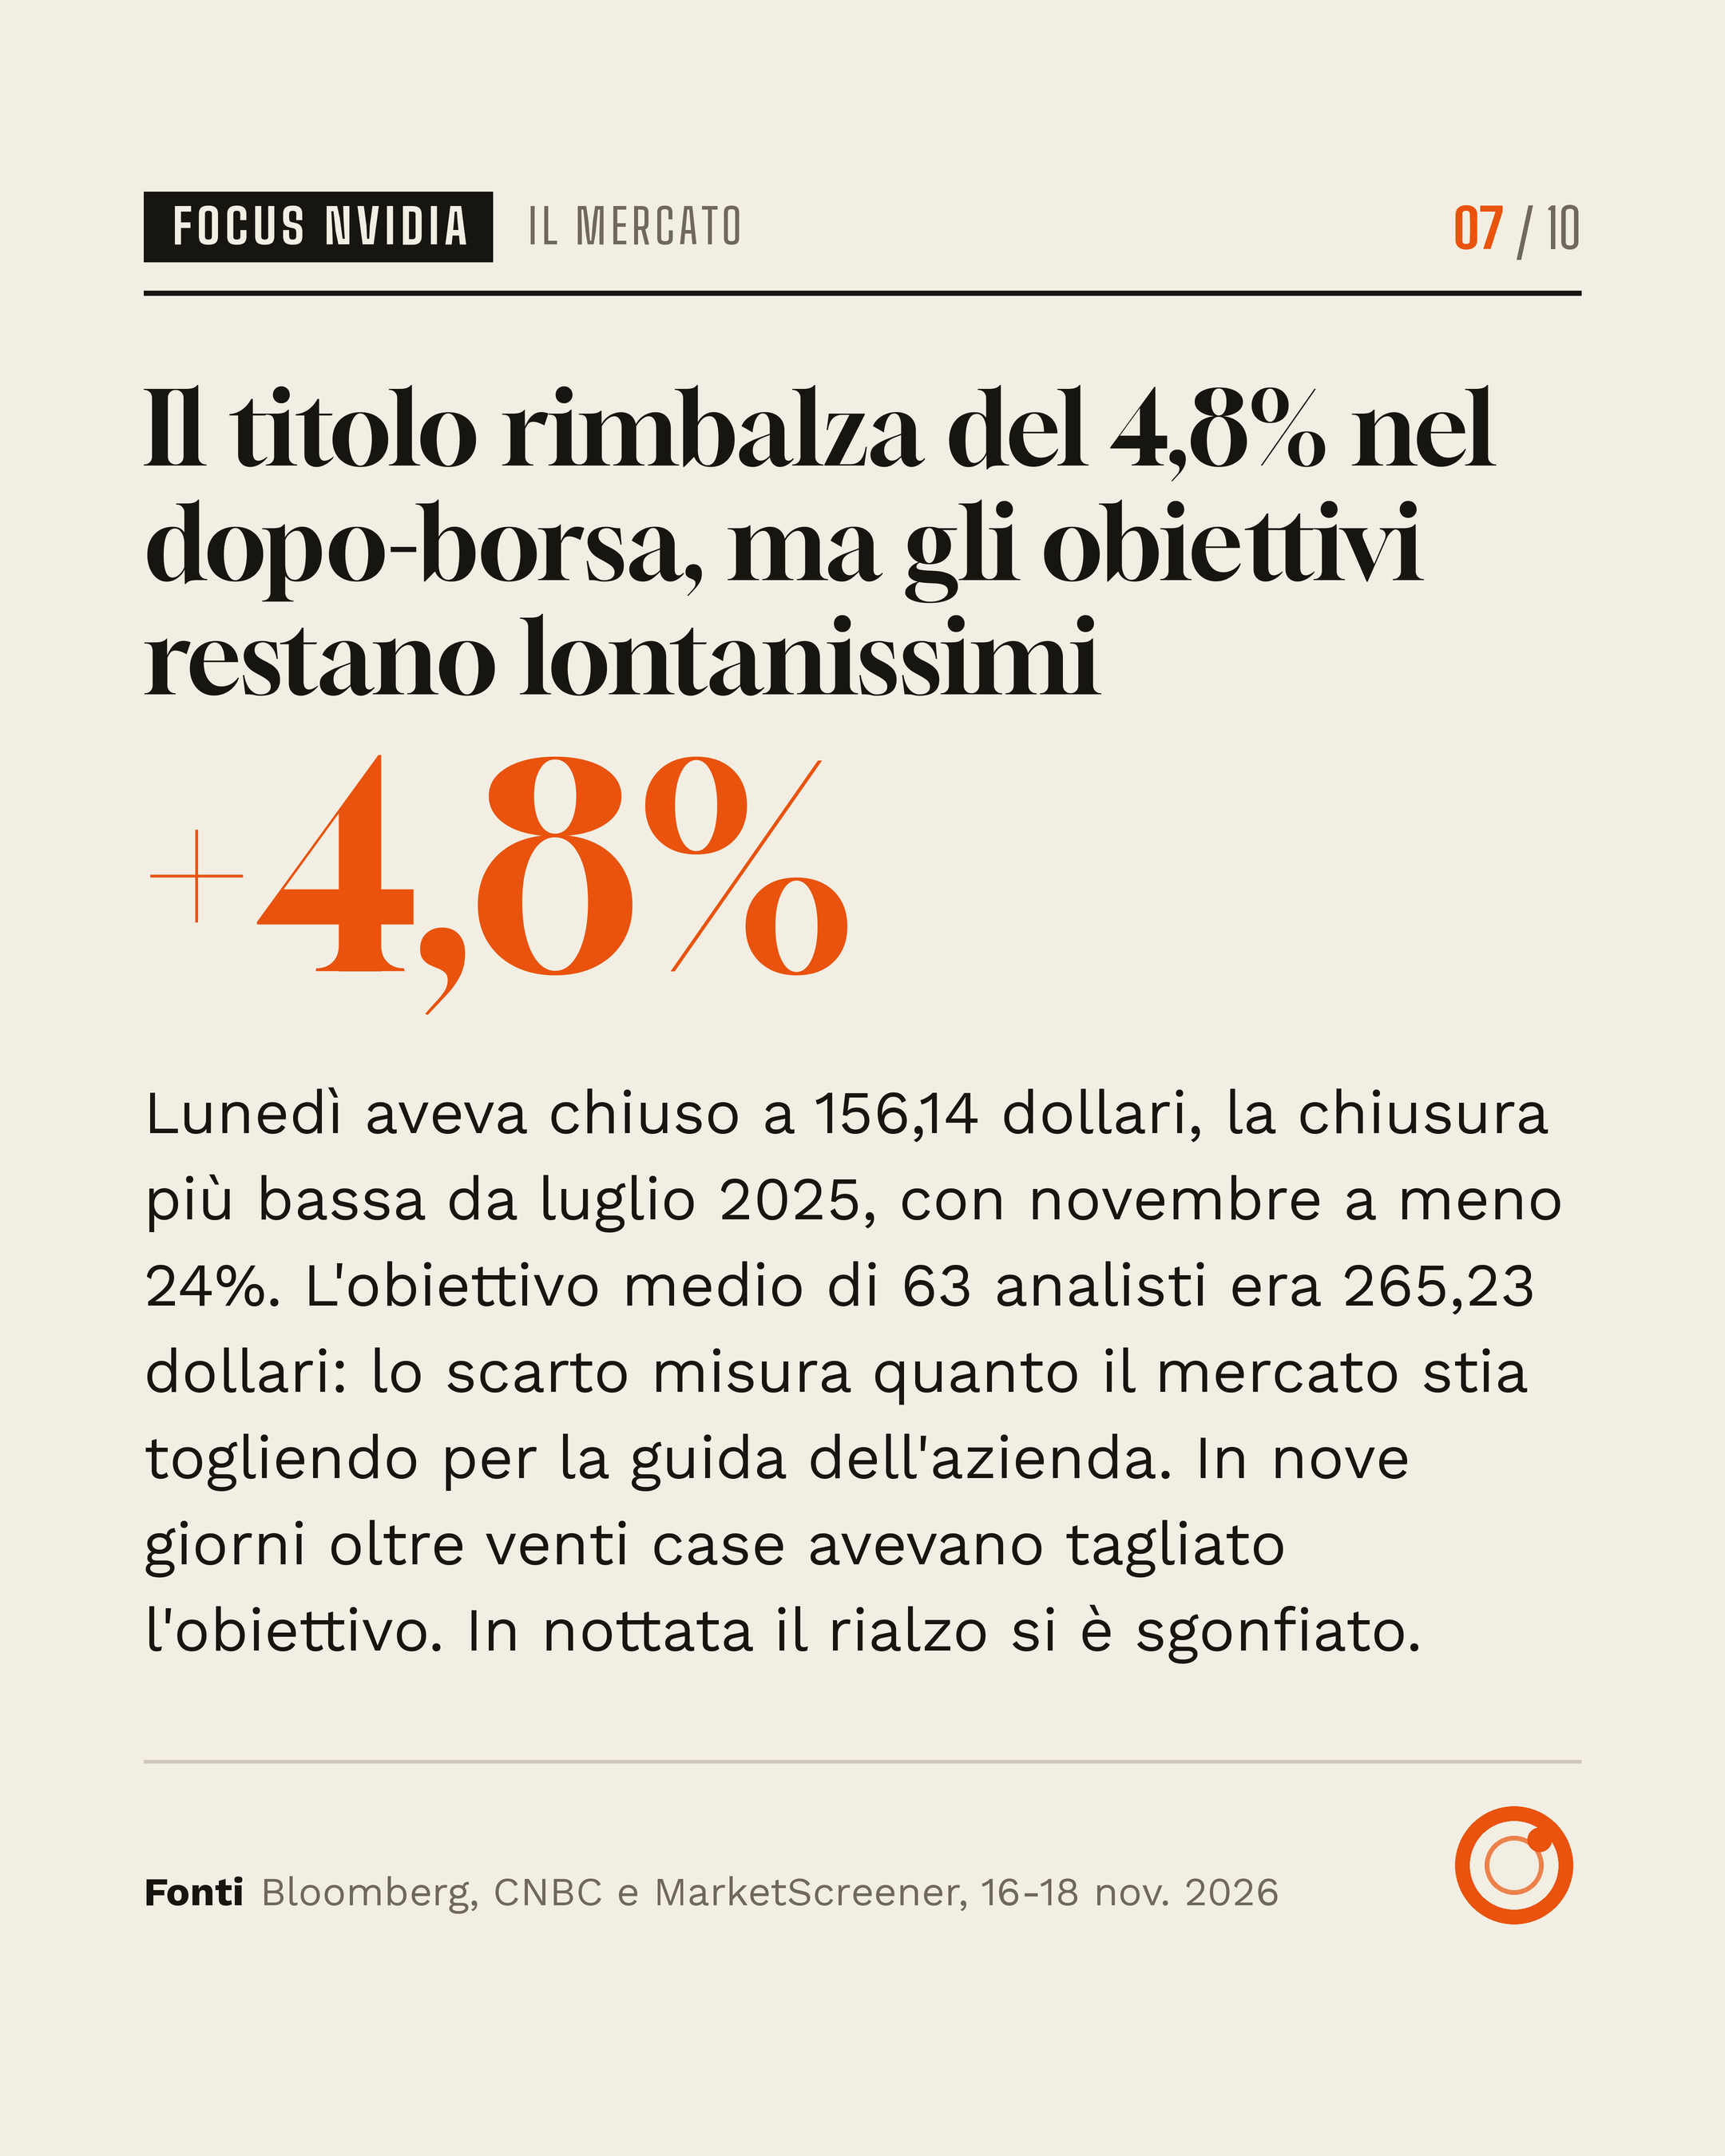 FOCUS NVIDIA IL MERCATO 07 / 10
Il titolo rimbalza del 4,8% nel
dopo-borsa, ma gli obiettivi
restano lontanissimi
+4,8%
Lunedì aveva chiuso a 156,14 dollari, la chiusura
più bassa da luglio 2025, con novembre a meno
24%. L'obiettivo medio di 63 analisti era 265,23
dollari: lo scarto misura quanto il mercato stia
togliendo per la guida dell'azienda. In nove
giorni oltre venti case avevano tagliato
l'obiettivo. In nottata il rialzo si è sgonfiato.
Fonti Bloomberg, CNBC e MarketScreener, 16-18 nov. 2026